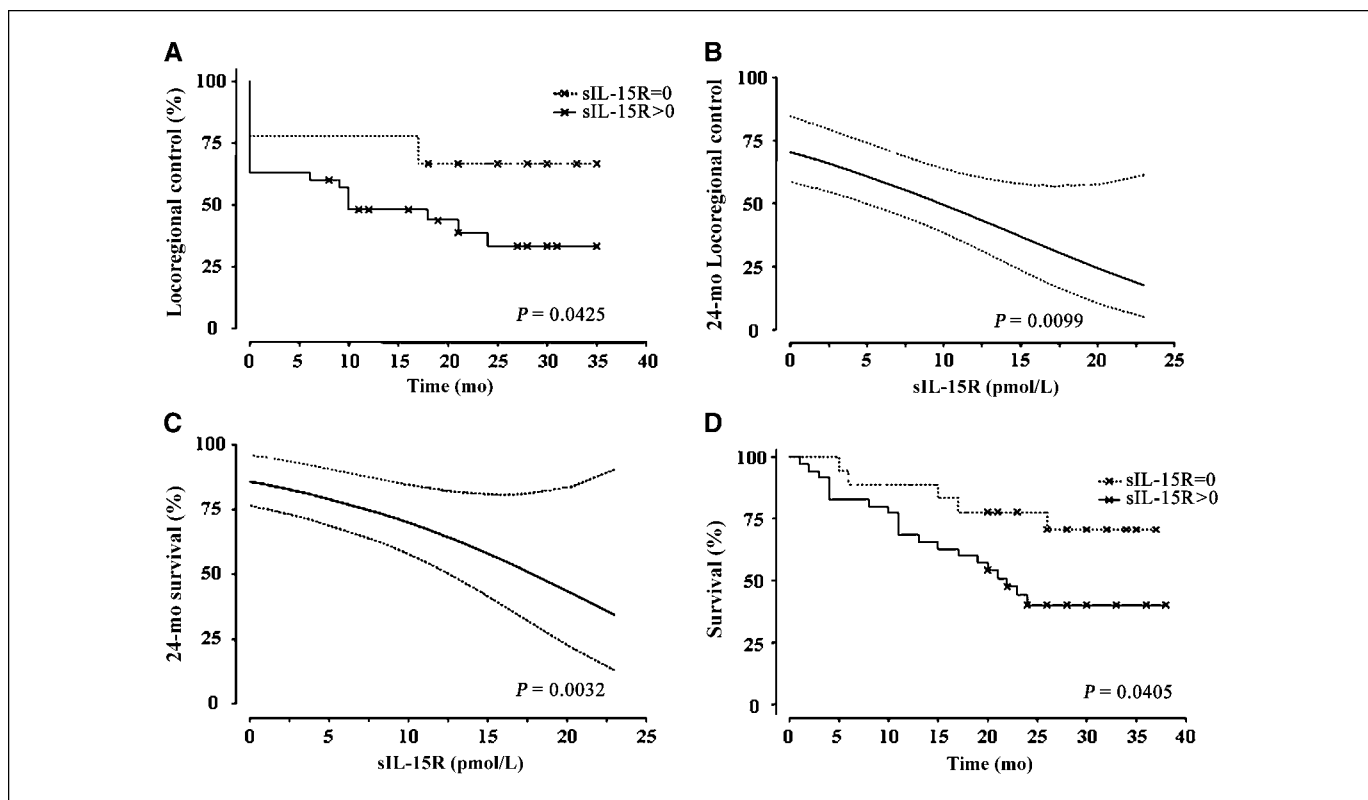 A
Locoregional control (%)
100
75
50
25
0
sIL-15R=0
sIL-15R>0
P = 0.0425
0 5 10 15 20 25 30 35 40
Time (mo)
B
24-mo Locoregional control
100
75
50
25
0
P = 0.0099
0 5 10 15 20 25
sIL-15R (pmol/L)
C
24-mo survival (%)
100
75
50
25
0
P = 0.0032
0 5 10 15 20 25
sIL-15R (pmol/L)
D
Survival (%)
100
75
50
25
0
sIL-15R=0
sIL-15R>0
P = 0.0405
0 5 10 15 20 25 30 35 40
Time (mo)